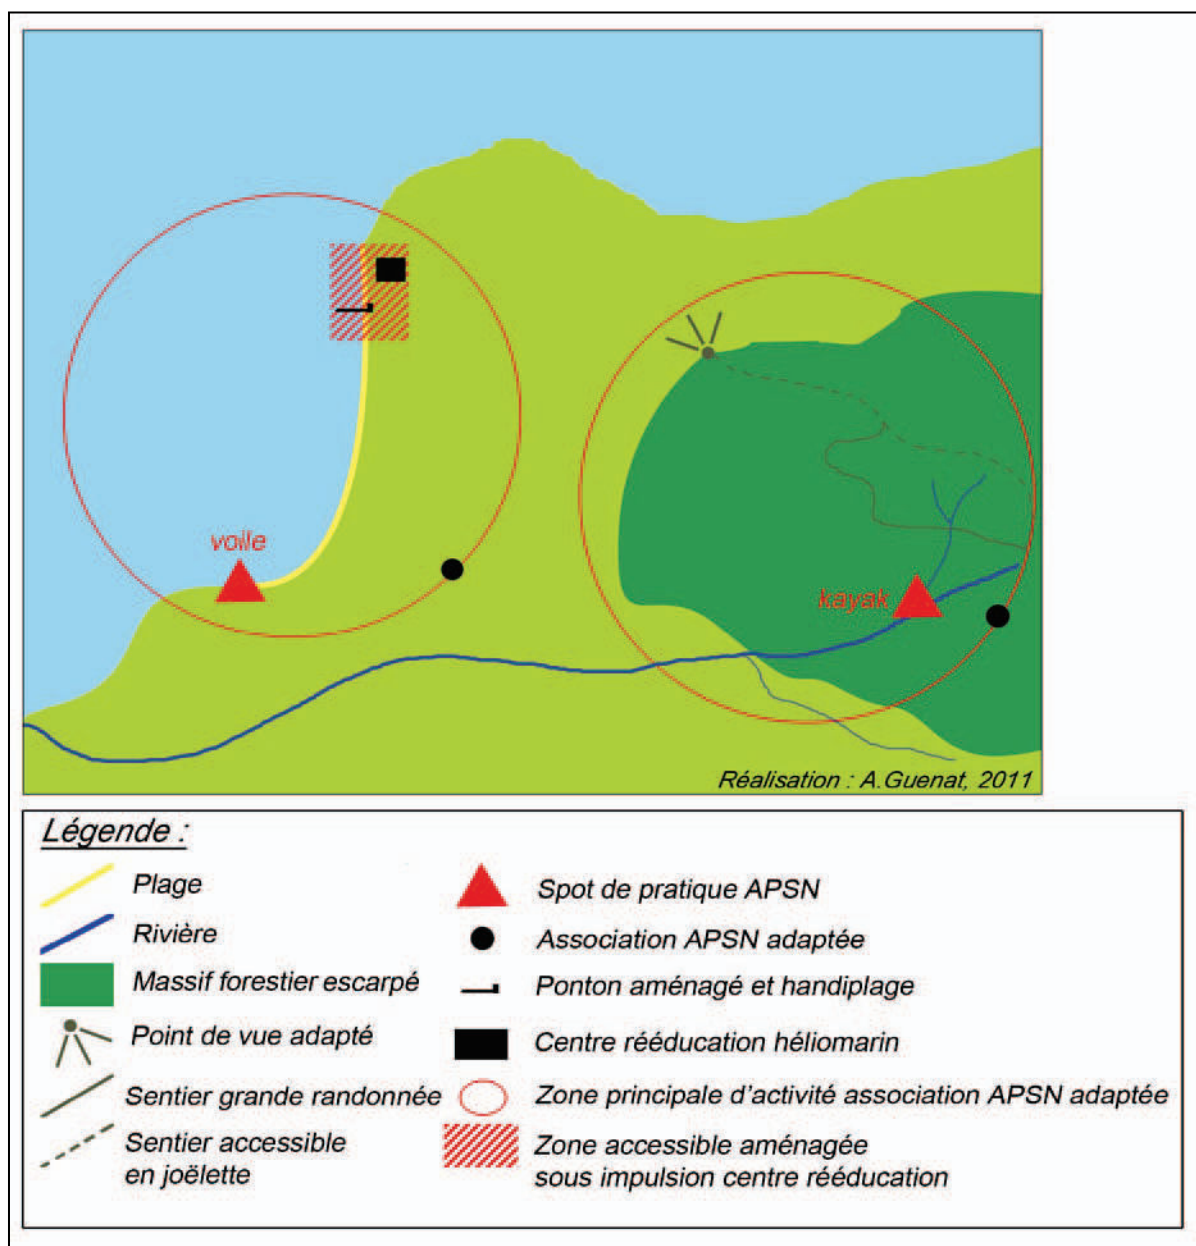 voile
kayak
Réalisation : A.Guenat, 2011
Légende :
Plage
Rivière
Massif forestier escarpé
Point de vue adapté
Sentier grande randonnée
Sentier accessible
en joëlette
Spot de pratique APSN
Association APSN adaptée
Ponton aménagé et handiplage
Centre rééducation héliomarin
Zone principale d'activité association APSN adaptée
Zone accessible aménagée
sous impulsion centre rééducation